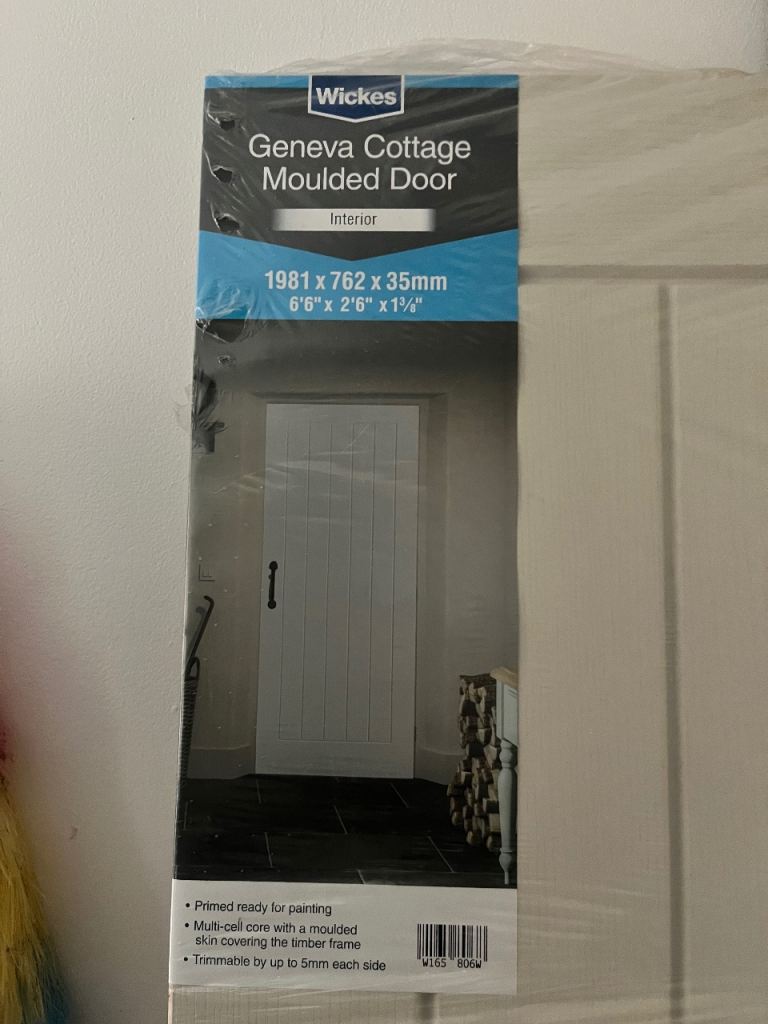 Wickes
Geneva Cottage
Moulded Door
Interior
1981 x 762 x 35mm
6'6" x 2'6" x 1⅜"
• Primed ready for painting
• Multi-cell core with a moulded
skin covering the timber frame
• Trimmable by up to 5mm each side
W165 806W